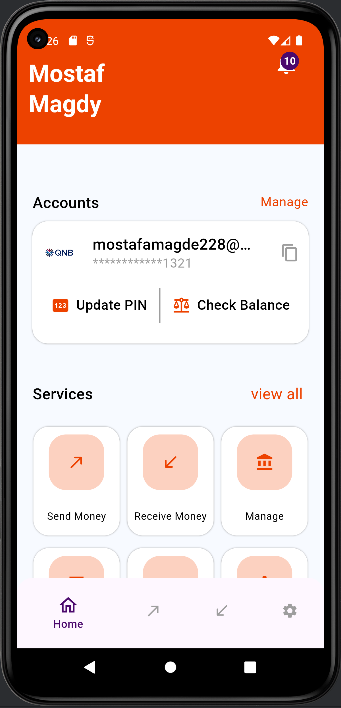 26
Mostaf
Magdy
10
Accounts
Manage
QNB
mostafamagde228@...
************1321
123
Update PIN
Check Balance
Services
view all
Send Money
Receive Money
Manage
Home